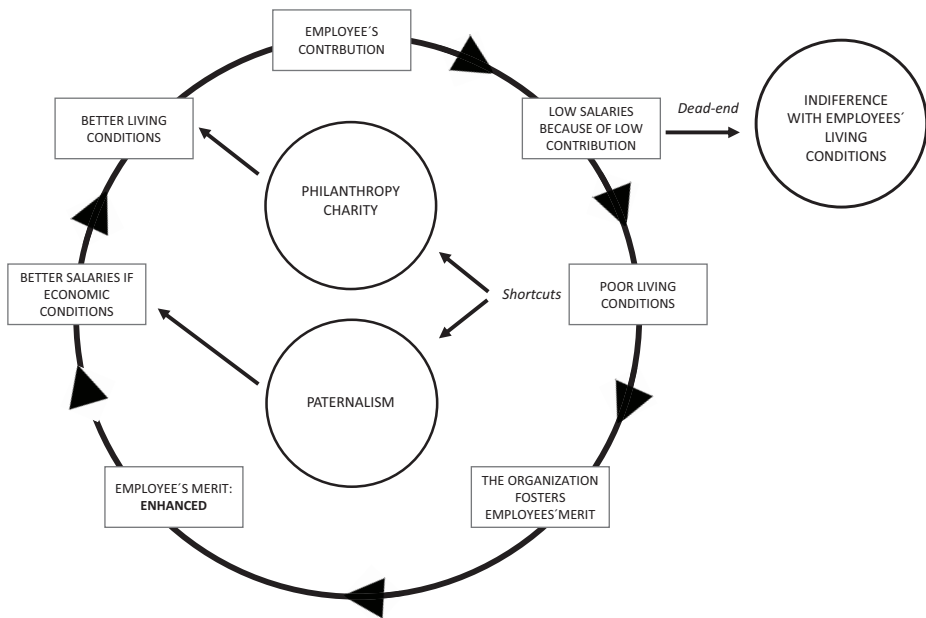 EMPLOYEE´S
CONTRBUTION
LOW SALARIES
BECAUSE OF LOW
CONTRIBUTION
Dead-end
INDIFERENCE
WITH EMPLOYEES´
LIVING
CONDITIONS
BETTER LIVING
CONDITIONS
PHILANTHROPY
CHARITY
BETTER SALARIES IF
ECONOMIC
CONDITIONS
Shortcuts
POOR LIVING
CONDITIONS
PATERNALISM
EMPLOYEE´S MERIT:
ENHANCED
THE ORGANIZATION
FOSTERS
EMPLOYEES´MERIT